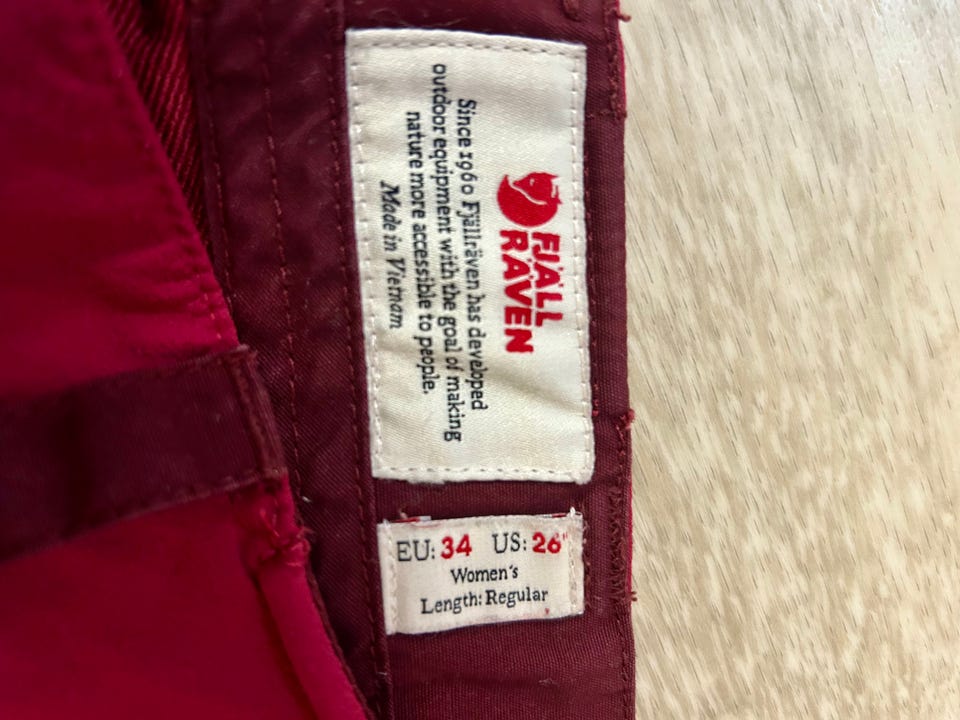 FJÄLL
RÄVEN
Since 1960 Fjällräven has developed
outdoor equipment with the goal of making
nature more accessible to people.
Made in Vietnam
EU: 34 US: 26"
Women's
Length: Regular